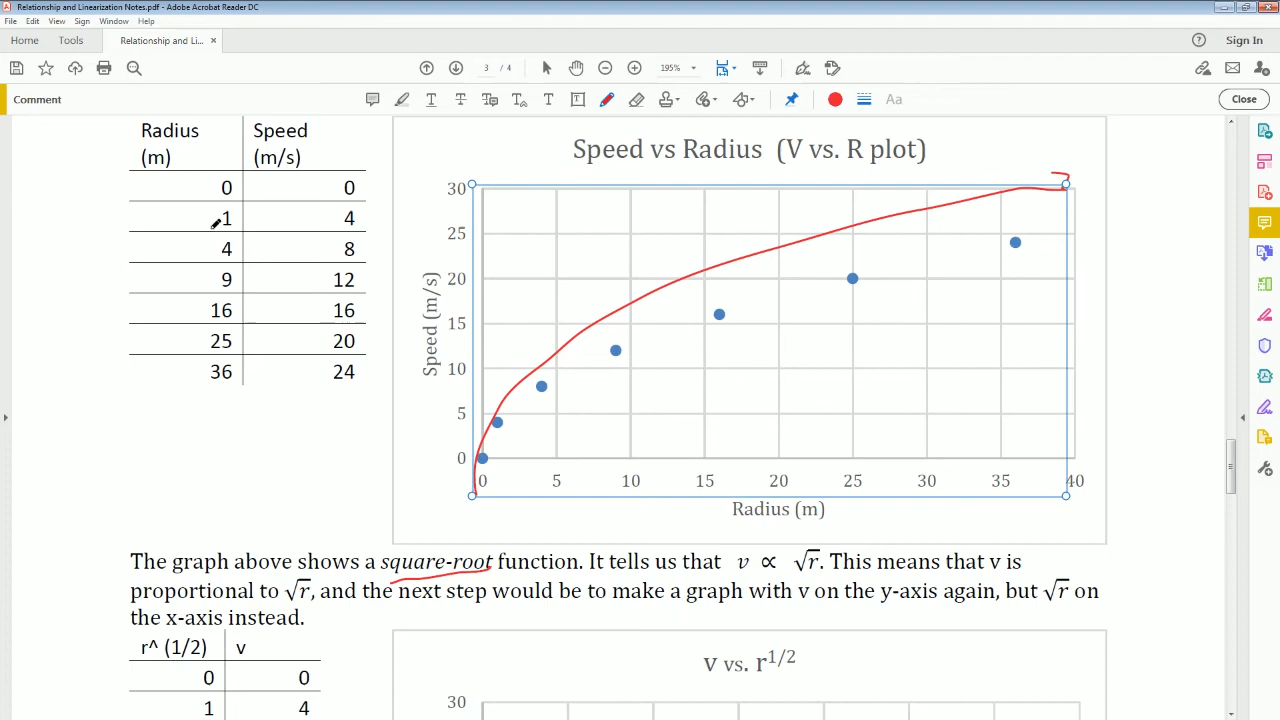 Relationship and Linearization Notes.pdf - Adobe Acrobat Reader DC
File Edit View Sign Window Help
Home Tools Relationship and Li... × Sign In
3 / 4 195%
Comment Aa Close
Radius (m) Speed (m/s)
0 0
1 4
4 8
9 12
16 16
25 20
36 24
Speed vs Radius (V vs. R plot)
30
25
20
15
10
5
0
Speed (m/s)
0 5 10 15 20 25 30 35 40
Radius (m)
The graph above shows a square-root function. It tells us that v ∝ √r. This means that v is
proportional to √r, and the next step would be to make a graph with v on the y-axis again, but √r on
the x-axis instead.
r^ (1/2) v
0 0
1 4
v vs. r^1/2
30